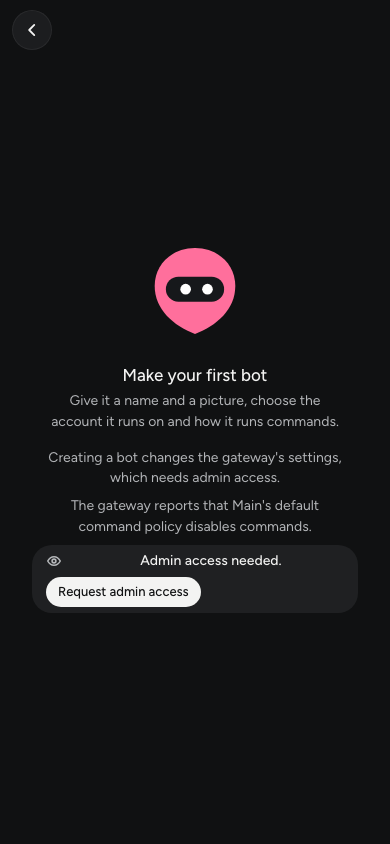 Make your first bot
Give it a name and a picture, choose the
account it runs on and how it runs commands.
Creating a bot changes the gateway's settings,
which needs admin access.
The gateway reports that Main's default
command policy disables commands.
Admin access needed.
Request admin access